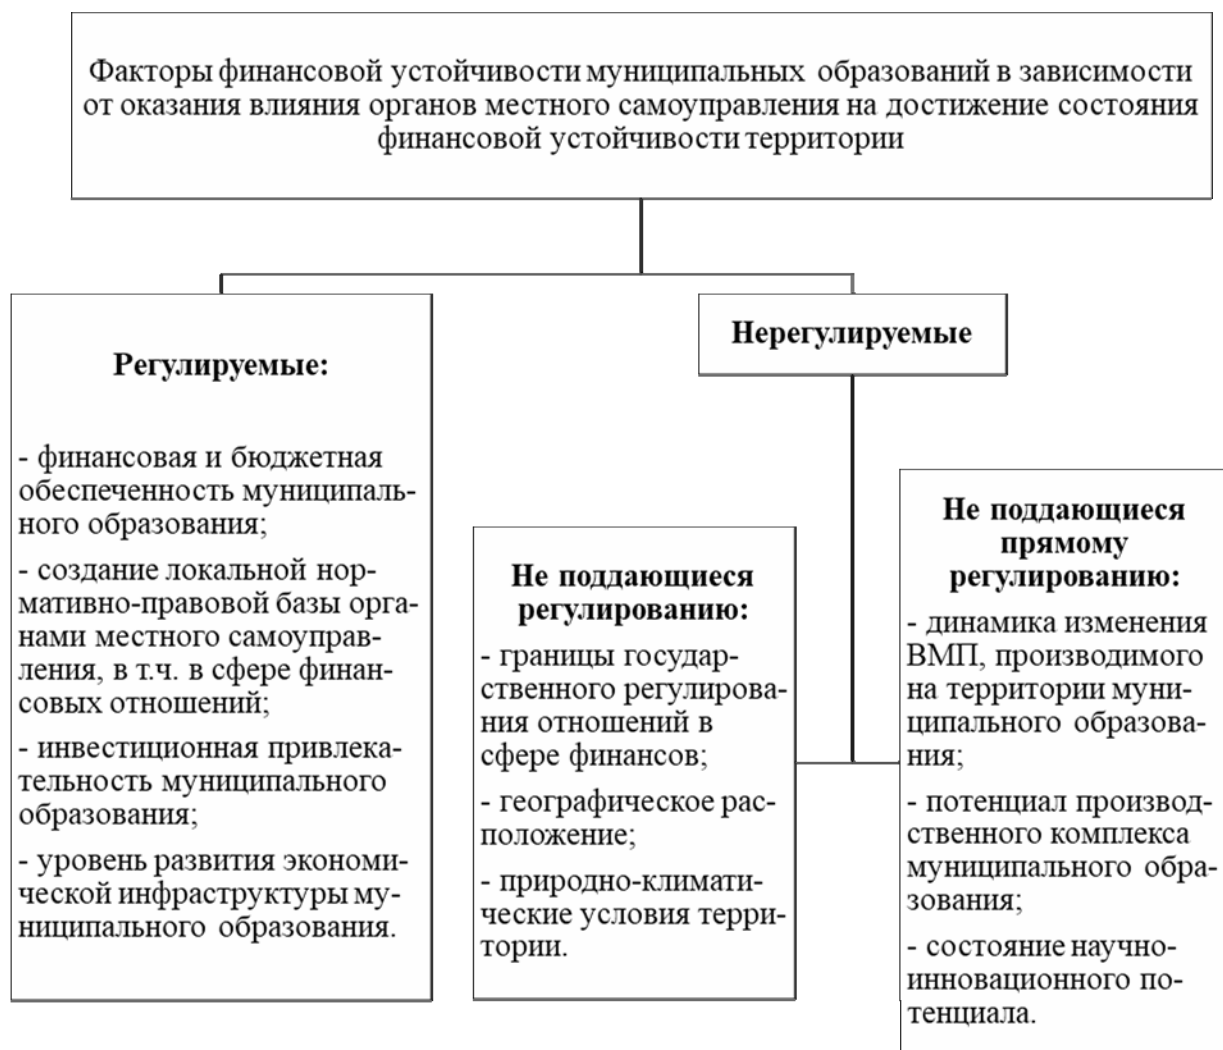 Факторы финансовой устойчивости муниципальных образований в зависимости
от оказания влияния органов местного самоуправления на достижение состояния
финансовой устойчивости территории
Регулируемые:
- финансовая и бюджетная
обеспеченность муниципаль-
ного образования;
- создание локальной нор-
мативно-правовой базы орга-
нами местного самоуправ-
ления, в т.ч. в сфере финан-
совых отношений;
- инвестиционная привлека-
тельность муниципального
образования;
- уровень развития экономи-
ческой инфраструктуры му-
ниципального образования.
Нерегулируемые
Не поддающиеся
регулированию:
- границы государ-
ственного регулирова-
ния отношений в
сфере финансов;
- географическое рас-
положение;
- природно-климати-
ческие условия терри-
тории.
Не поддающиеся
прямому
регулированию:
- динамика изменения
ВМП, производимого
на территории муни-
ципального образова-
ния;
- потенциал производ-
ственного комплекса
муниципального обра-
зования;
- состояние научно-
инновационного по-
тенциала.